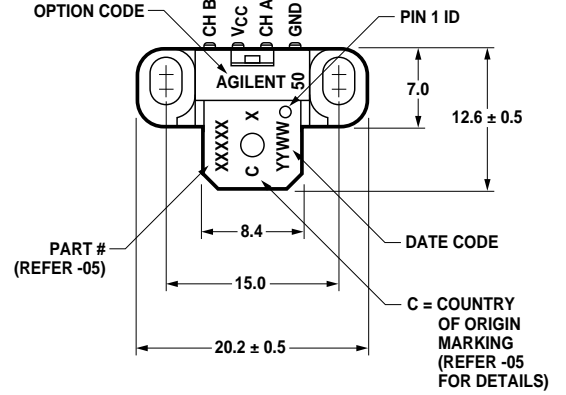 OPTION CODE
CH B
VCC
CH A
GND
PIN 1 ID
AGILENT
50
7.0
12.6 ± 0.5
XXXXX
X
C
YYWW
8.4
DATE CODE
PART #
(REFER -05)
15.0
C = COUNTRY
OF ORIGIN
MARKING
(REFER -05
FOR DETAILS)
20.2 ± 0.5